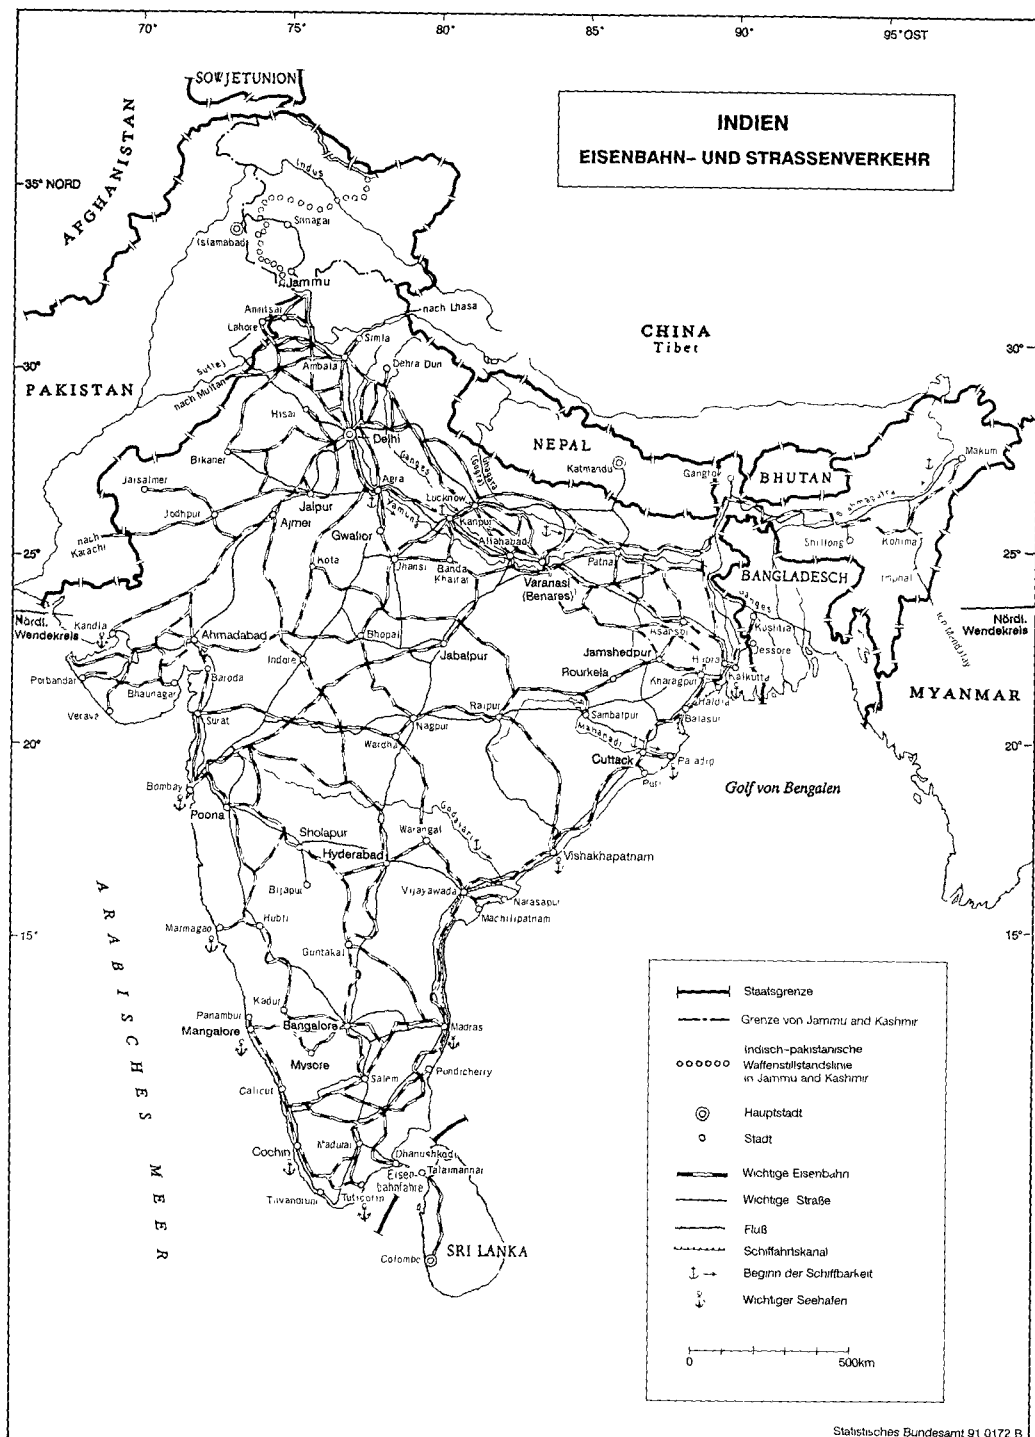 70°
75°
80°
85°
90°
95° OST
SOWJETUNION
INDIEN
EISENBAHN- UND STRASSENVERKEHR
AFGHANISTAN
35° NORD
Indus
Srinagar
Islamabad
Jammu
nach Lhasa
Amritsar
Lahore
Simla
CHINA
Tibet
30°
30°
Ambala
Dehra Dun
Sutlej
PAKISTAN
nach Multan
Hisar
Delhi
NEPAL
Katmandu
Bikaner
Ganges
Gangtok
BHUTAN
Makum
Jaisalmer
Agra
Lucknow
Jaipur
Yamuna
Kanpur
Jodhpur
Ajmer
Gwalior
Allahabad
Shillong
Kohima
nach
Karachi
25°
25°
Kota
Jhansi
Banda
Khairar
Patna
Varanasi
(Benares)
BANGLADESCH
Imphal
Ganges
Nördl.
Wendekreis
Kandla
Nördl.
Wendekreis
Ahmadabad
Bhopal
Asansol
Kushtia
Jabalpur
Jamshedpur
Jessore
Indore
Rourkela
Kharagpur
Kalkutta
Porbandar
Baroda
Bhaunagar
Haldia
MYANMAR
Surat
Raipur
Sambalpur
Balasur
Nagpur
Wardha
Mahanadi
20°
20°
Cuttack
Paradip
Puri
Golf von Bengalen
Bombay
Poona
Godavari
Sholapur
Warangal
Hyderabad
Vishakhapatnam
Bijapur
Vijayawada
Narasapur
Machilipatnam
ARABISCHES MEER
Marmagao
Hubli
15°
15°
Guntakal
Kadur
Panambur
Mangalore
Bangalore
Madras
Mysore
Salem
Pondicherry
Calicut
Cochin
Madurai
Dhanushkodi
Eisen-
bahnfähre
Talaimannar
Trivandrum
Tuticorin
SRI LANKA
Colombo
Staatsgrenze
Grenze von Jammu and Kashmir
Indisch-pakistanische
Waffenstillstandslinie
in Jammu and Kashmir
Hauptstadt
Stadt
Wichtige Eisenbahn
Wichtige Straße
Fluß
Schiffahrtskanal
Beginn der Schiffbarkeit
Wichtiger Seehafen
0
500km
Statistisches Bundesamt 91 0172 B